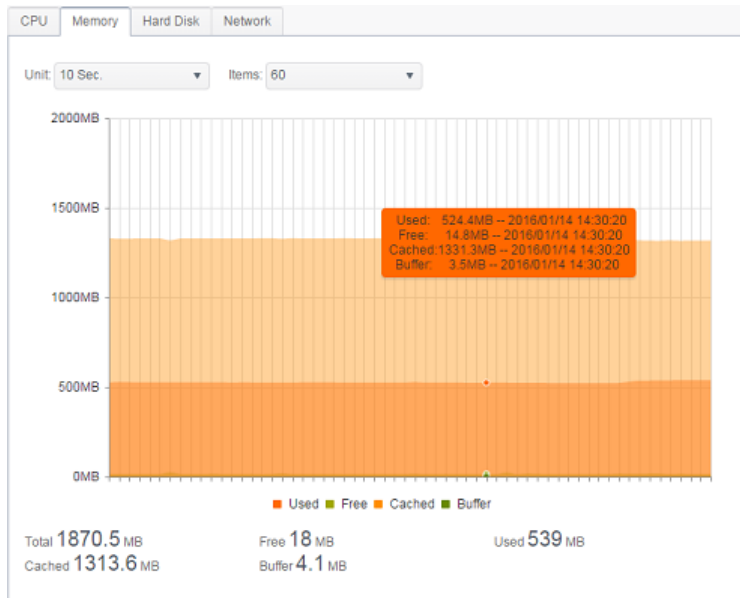 CPU Memory Hard Disk Network
Unit: 10 Sec. Items: 60
2000MB
1500MB
Used: 524.4MB -- 2016/01/14 14:30:20
Free: 14.8MB -- 2016/01/14 14:30:20
Cached:1331.3MB -- 2016/01/14 14:30:20
Buffer: 3.5MB -- 2016/01/14 14:30:20
1000MB
500MB
0MB
Used Free Cached Buffer
Total 1870.5 MB Free 18 MB Used 539 MB
Cached 1313.6 MB Buffer 4.1 MB